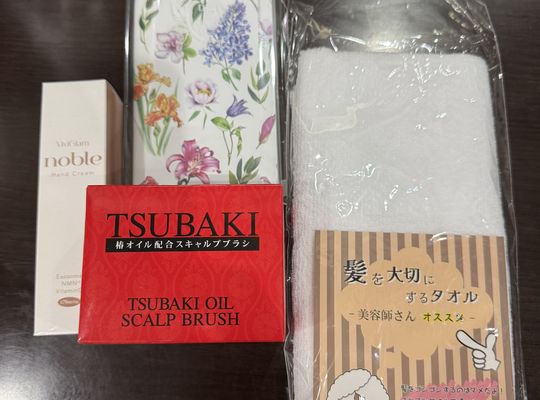 noble
Hand Cream
NMN
TSUBAKI
椿オイル配合スキャルプブラシ
TSUBAKI OIL
SCALP BRUSH
髪を大切に
するタオル
- 美容師さん オススメ -